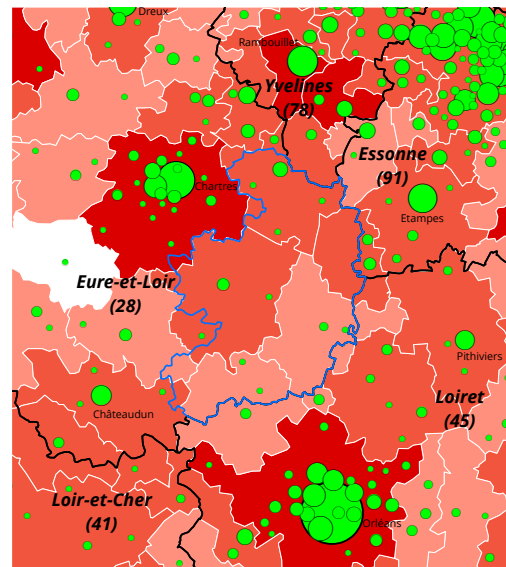 Dreux
Rambouillet
Yvelines
(78)
Essonne
(91)
Chartres
Etampes
Eure-et-Loir
(28)
Pithiviers
Châteaudun
Loiret
(45)
Loir-et-Cher
(41)
Orléans